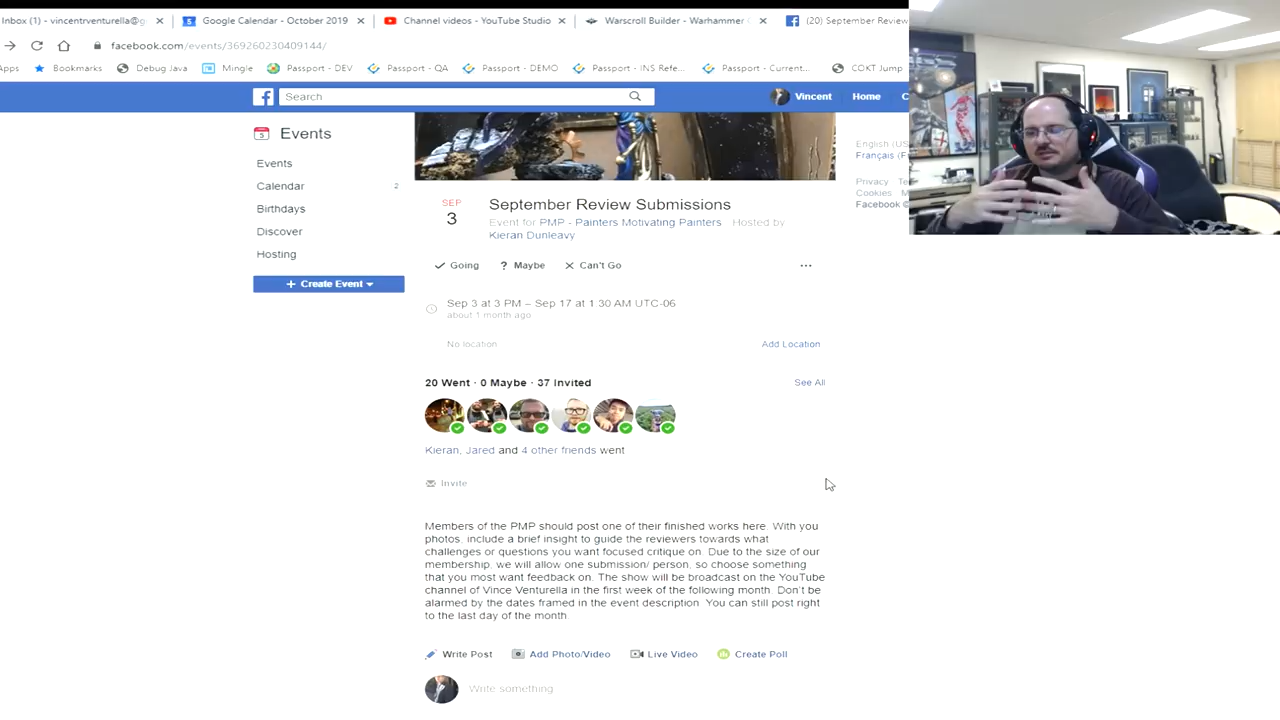 Inbox (1) - vincentrventurella@g
Google Calendar - October 2019
Channel videos - YouTube Studio
Warscroll Builder - Warhammer
(20) September Review
facebook.com/events/369260230409144/
Apps
Bookmarks
Debug Java
Mingle
Passport - DEV
Passport - QA
Passport - DEMO
Passport - INS Refe...
Passport - Current...
COKT Jump
Search
Vincent
Home
Events
Events
Calendar 2
Birthdays
Discover
Hosting
+ Create Event
SEP
3
September Review Submissions
Event for PMP - Painters Motivating Painters Hosted by
Kieran Dunleavy
Going
? Maybe
Can't Go
...
Sep 3 at 3 PM – Sep 17 at 1 30 AM UTC-06
about 1 month ago
No location
Add Location
20 Went · 0 Maybe · 37 Invited
See All
Kieran, Jared and 4 other friends went
Invite
Members of the PMP should post one of their finished works here. With you
photos, include a brief insight to guide the reviewers towards what
challenges or questions you want focused critique on. Due to the size of our
membership, we will allow one submission/ person, so choose something
that you most want feedback on. The show will be broadcast on the YouTube
channel of Vince Venturella in the first week of the following month. Don't be
alarmed by the dates framed in the event description. You can still post right
to the last day of the month.
Write Post
Add Photo/Video
Live Video
Create Poll
Write something
English (US
Français (F
Privacy Te
Cookies M
Facebook ©